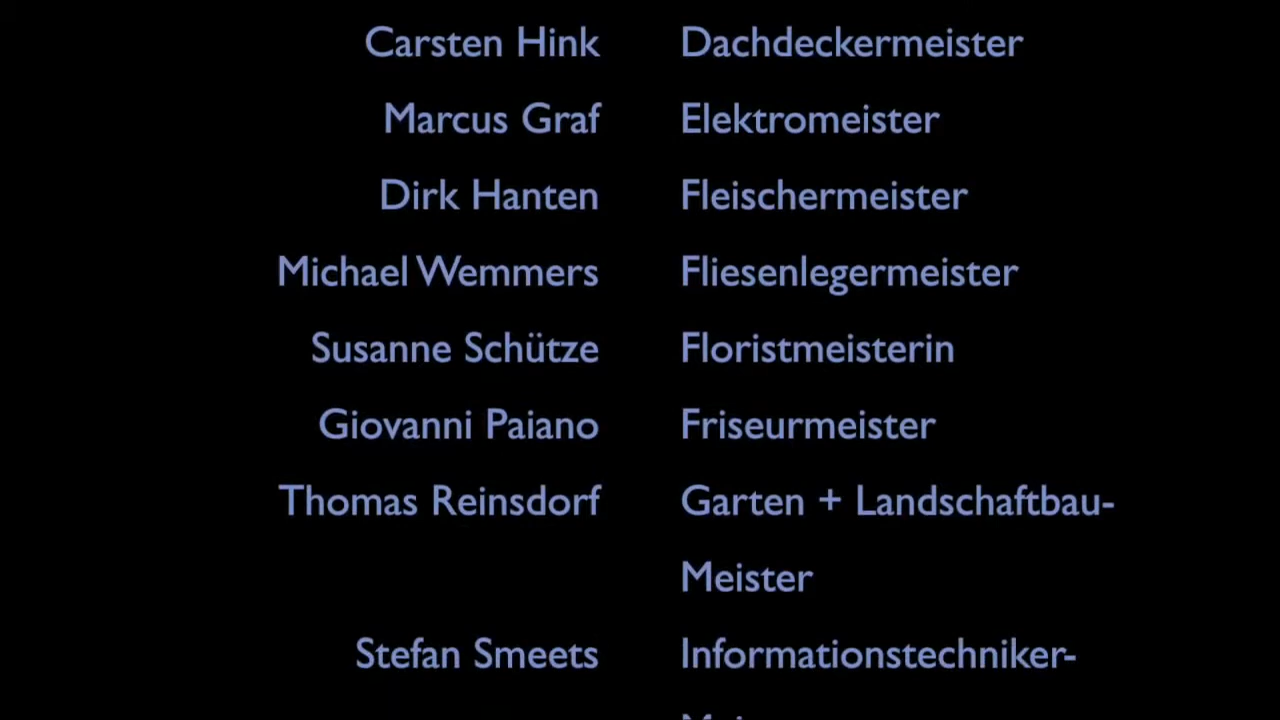 Carsten Hink Dachdeckermeister
Marcus Graf Elektromeister
Dirk Hanten Fleischermeister
Michael Wemmers Fliesenlegermeister
Susanne Schütze Floristmeisterin
Giovanni Paiano Friseurmeister
Thomas Reinsdorf Garten + Landschaftbau-
Meister
Stefan Smeets Informationstechniker-